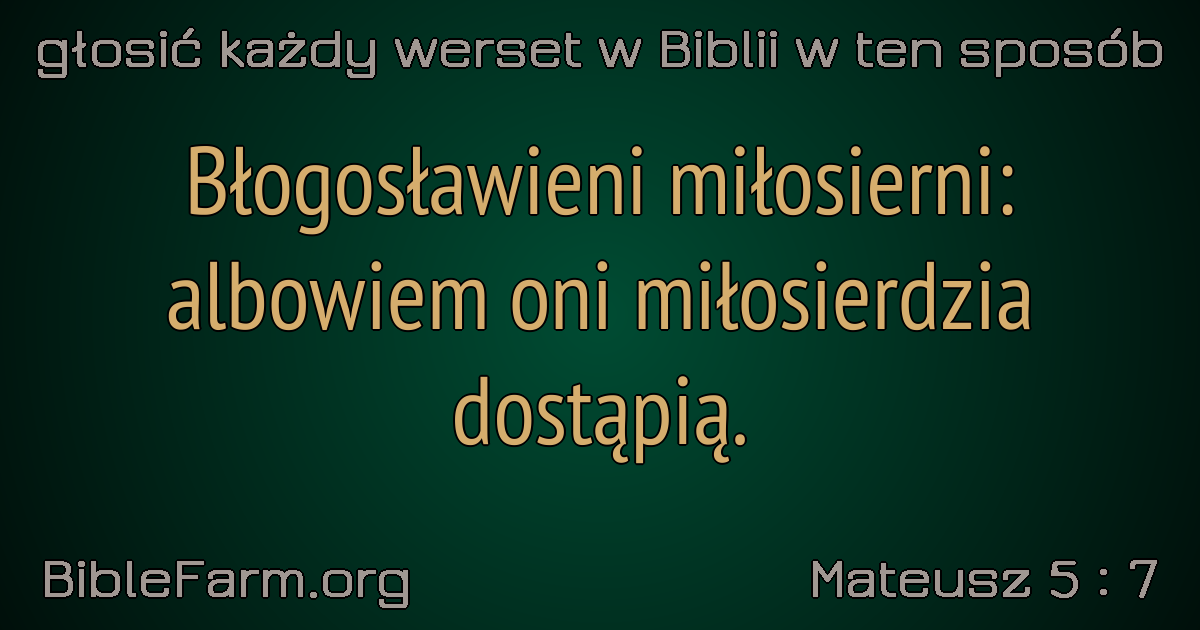 głosić każdy werset w Biblii w ten sposób
Błogosławieni miłosierni:
albowiem oni miłosierdzia
dostąpią.
BibleFarm.org
Mateusz 5 : 7